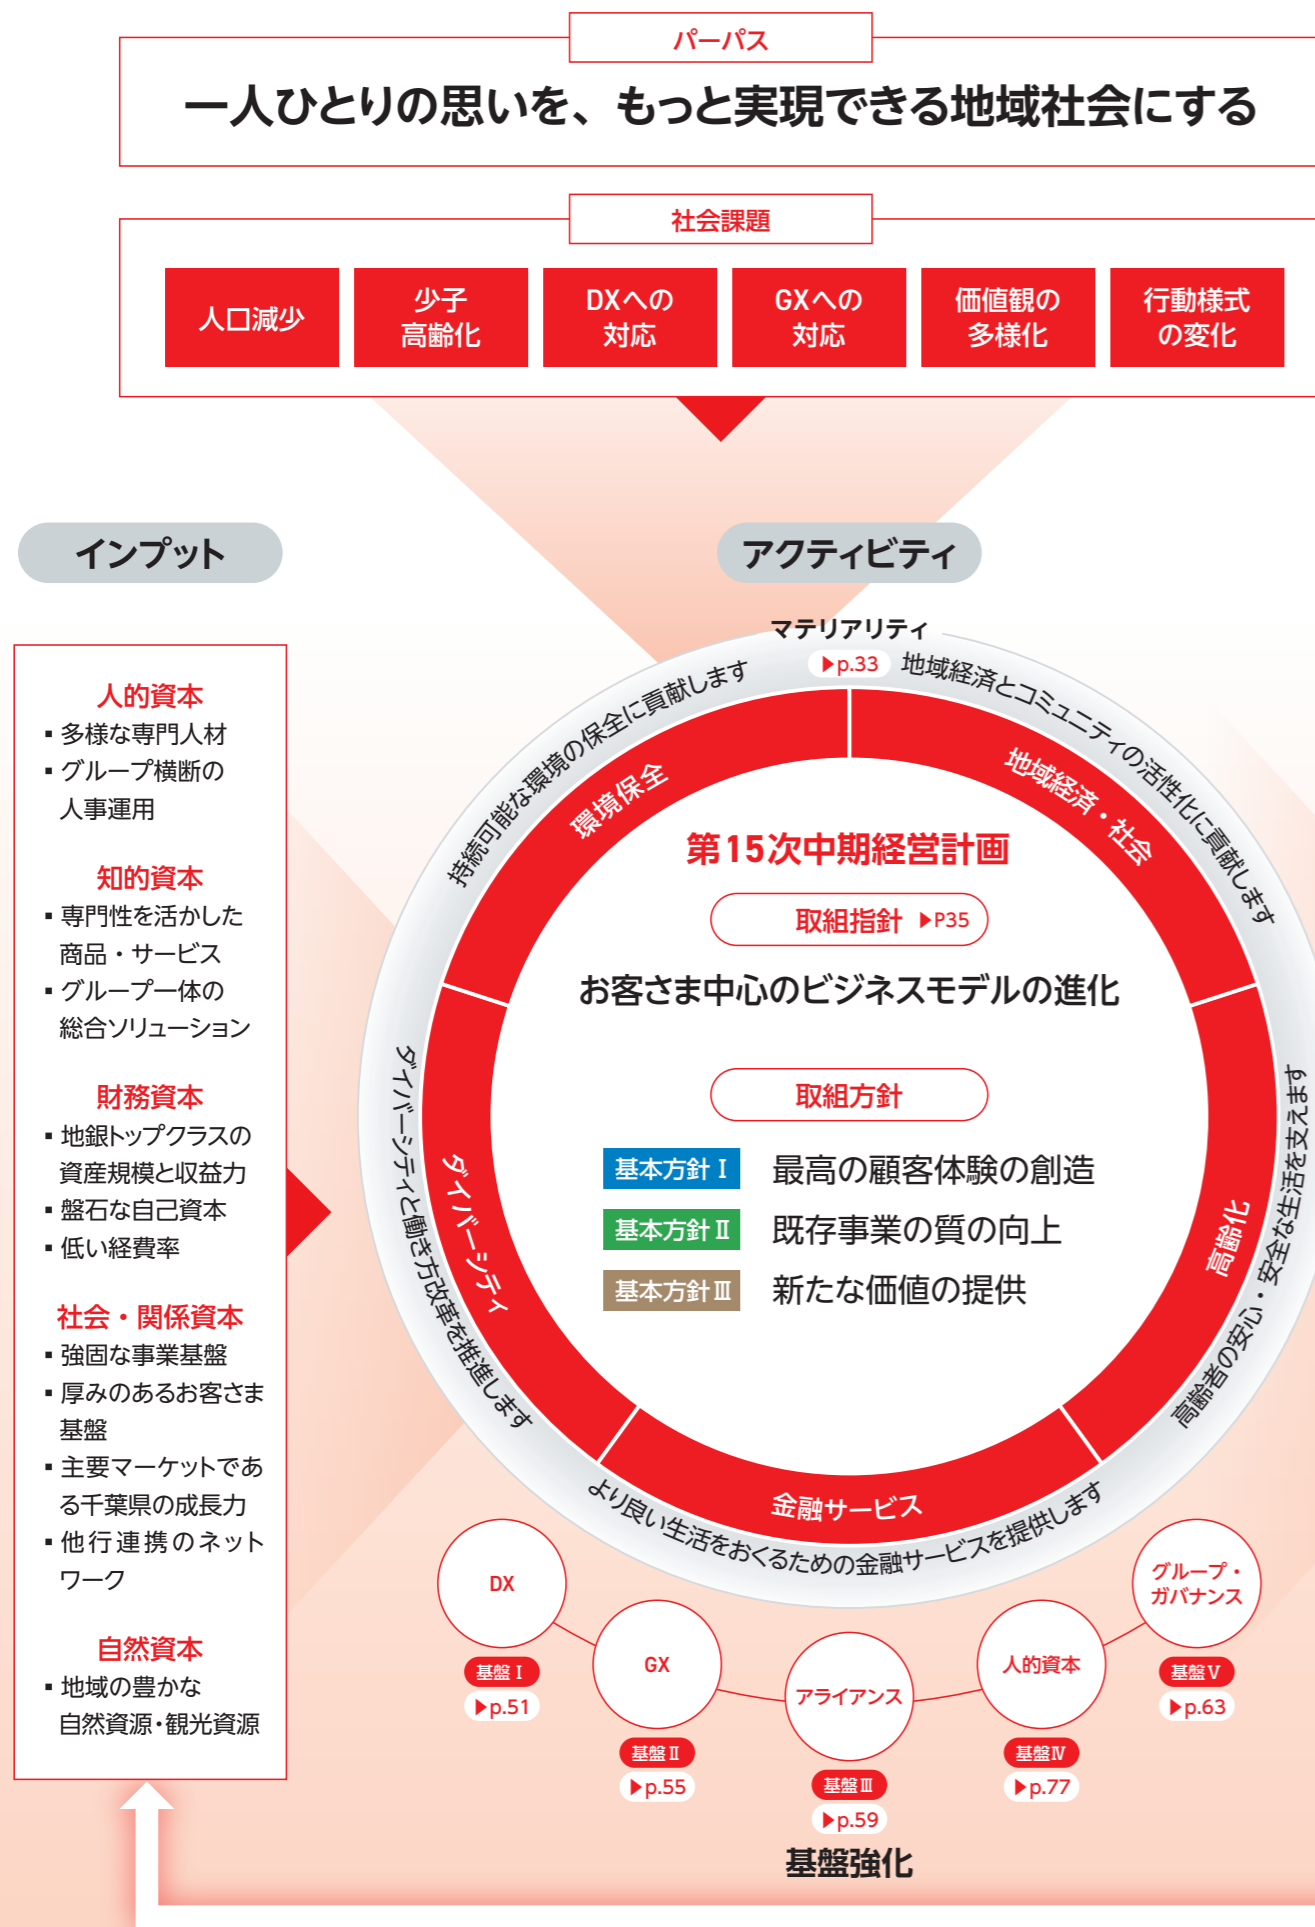 パーパス
一人ひとりの思いを、もっと実現できる地域社会にする
社会課題
人口減少
少子
高齢化
DXへの
対応
GXへの
対応
価値観の
多様化
行動様式
の変化
インプット
人的資本
▪ 多様な専門人材
▪ グループ横断の
人事運用
知的資本
▪ 専門性を活かした
商品・サービス
▪ グループ一体の
総合ソリューション
財務資本
▪ 地銀トップクラスの
資産規模と収益力
▪ 盤石な自己資本
▪ 低い経費率
社会・関係資本
▪ 強固な事業基盤
▪ 厚みのあるお客さま
基盤
▪ 主要マーケットであ
る千葉県の成長力
▪ 他行連携のネット
ワーク
自然資本
▪ 地域の豊かな
自然資源・観光資源
アクティビティ
マテリアリティ
▶p.33
持続可能な環境の保全に貢献します
環境保全
地域経済とコミュニティの活性化に貢献します
地域経済・社会
高齢者の安心・安全な生活を支えます
高齢化
より良い生活をおくるための金融サービスを提供します
金融サービス
ダイバーシティと働き方改革を推進します
ダイバーシティ
第15次中期経営計画
取組指針 ▶P35
お客さま中心のビジネスモデルの進化
取組方針
基本方針Ⅰ 最高の顧客体験の創造
基本方針Ⅱ 既存事業の質の向上
基本方針Ⅲ 新たな価値の提供
DX
基盤Ⅰ
▶p.51
GX
基盤Ⅱ
▶p.55
アライアンス
基盤Ⅲ
▶p.59
人的資本
基盤Ⅳ
▶p.77
グループ・
ガバナンス
基盤Ⅴ
▶p.63
基盤強化